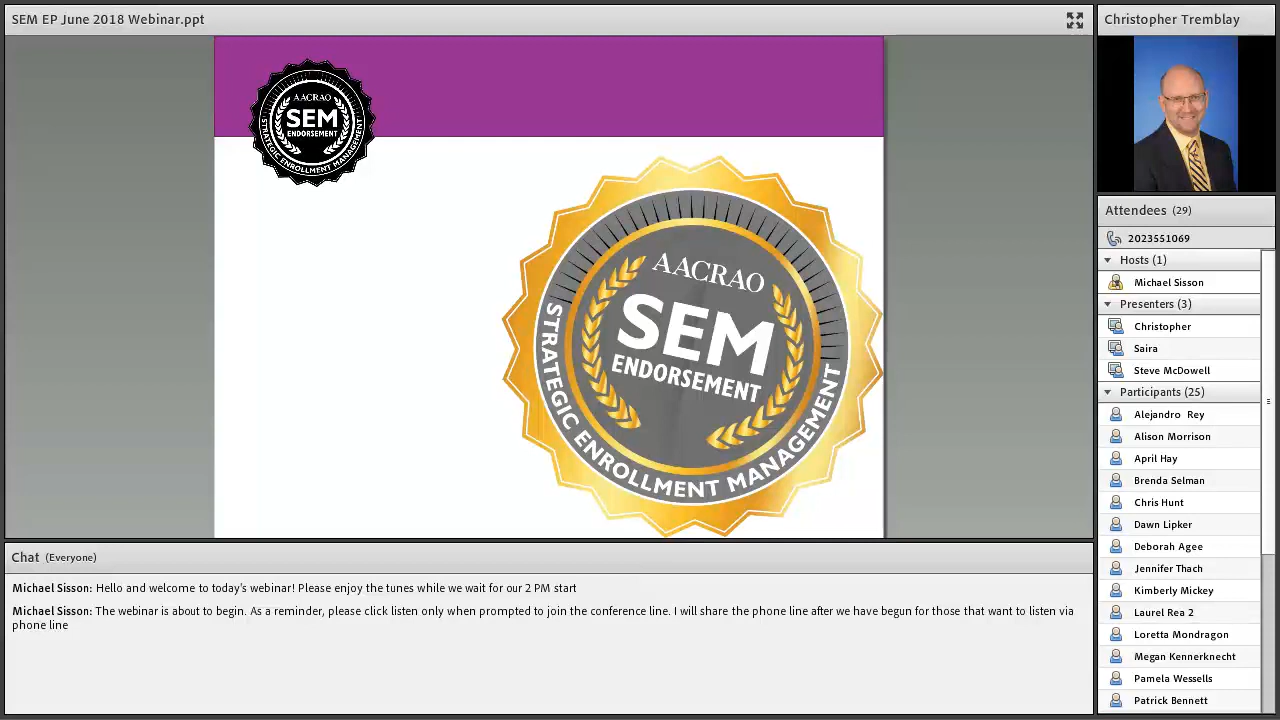 SEM EP June 2018 Webinar.ppt
AACRAO
SEM
ENDORSEMENT
STRATEGIC ENROLLMENT MANAGEMENT
AACRAO
SEM
ENDORSEMENT
STRATEGIC ENROLLMENT MANAGEMENT
Chat (Everyone)
Michael Sisson: Hello and welcome to today's webinar! Please enjoy the tunes while we wait for our 2 PM start
Michael Sisson: The webinar is about to begin. As a reminder, please click listen only when prompted to join the conference line. I will share the phone line after we have begun for those that want to listen via
phone line
Christopher Tremblay
Attendees (29)
2023551069
Hosts (1)
Michael Sisson
Presenters (3)
Christopher
Saira
Steve McDowell
Participants (25)
Alejandro Rey
Alison Morrison
April Hay
Brenda Selman
Chris Hunt
Dawn Lipker
Deborah Agee
Jennifer Thach
Kimberly Mickey
Laurel Rea 2
Loretta Mondragon
Megan Kennerknecht
Pamela Wessells
Patrick Bennett